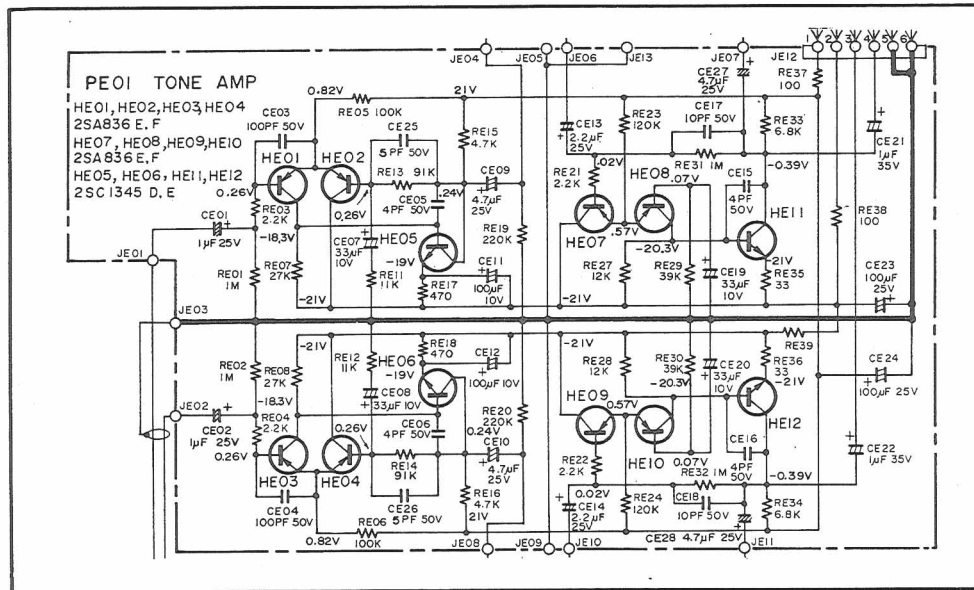 PE01 TONE AMP
HE01, HE02, HE03, HE04
2SA836 E.F
HE07, HE08, HE09, HE10
2SA836 E.F
HE05, HE06, HE11, HE12
2SC1345 D.E
JE04
JE05
JE06
JE13
JE07
JE12
1 2 3 4 5 6
CE03
100PF 50V
0.82V
RE05 100K
CE25
5PF 50V
21V
RE15
4.7K
CE13
2.2μF
25V
RE23
120K
CE17
10PF 50V
CE27
4.7μF
25V
RE37
100
RE33
6.8K
CE21
1μF
35V
HE01
HE02
RE13 91K
.24V
CE09
4.7μF
25V
.02V
RE21
2.2K
HE08
.07V
RE31 1M
-0.39V
CE15
4PF
50V
HE11
0.26V
RE03
2.2K
0.26V
CE05
4PF 50V
CE01
1μF 25V
-18.3V
CE07
33μF
10V
HE05
RE19
220K
HE07
.57V
-20.3V
RE38
100
JE01
RE01
1M
RE07
27K
-19V
RE11
11K
RE17
470
CE11
100μF
10V
RE27
12K
RE29
39K
CE19
33μF
10V
-21V
RE35
33
CE23
100μF
25V
-21V
-21V
JE03
RE02
1M
RE08
27K
-21V
RE12
11K
HE06
-19V
RE18
470
CE12
100μF 10V
-21V
RE28
12K
RE30
39K
-20.3V
CE20
33μF
10V
RE39
RE36
33
-21V
CE24
100μF 25V
JE02
-18.3V
RE04
2.2K
CE08
33μF 10V
CE02
1μF 25V
0.26V
0.26V
CE06
4PF 50V
RE20
220K
0.24V
CE10
4.7μF
25V
HE09
0.57V
HE12
HE03
HE04
RE14
91K
RE22
2.2K
HE10
0.07V
CE16
4PF
50V
RE32 1M
-0.39V
CE22
1μF 35V
CE04
100PF 50V
CE26
5PF 50V
RE16
4.7K
21V
0.02V
CE14
2.2μF
25V
RE24
120K
CE18
10PF 50V
RE34
6.8K
0.82V
RE06
100K
CE28 4.7μF 25V
JE08
JE09
JE10
JE11